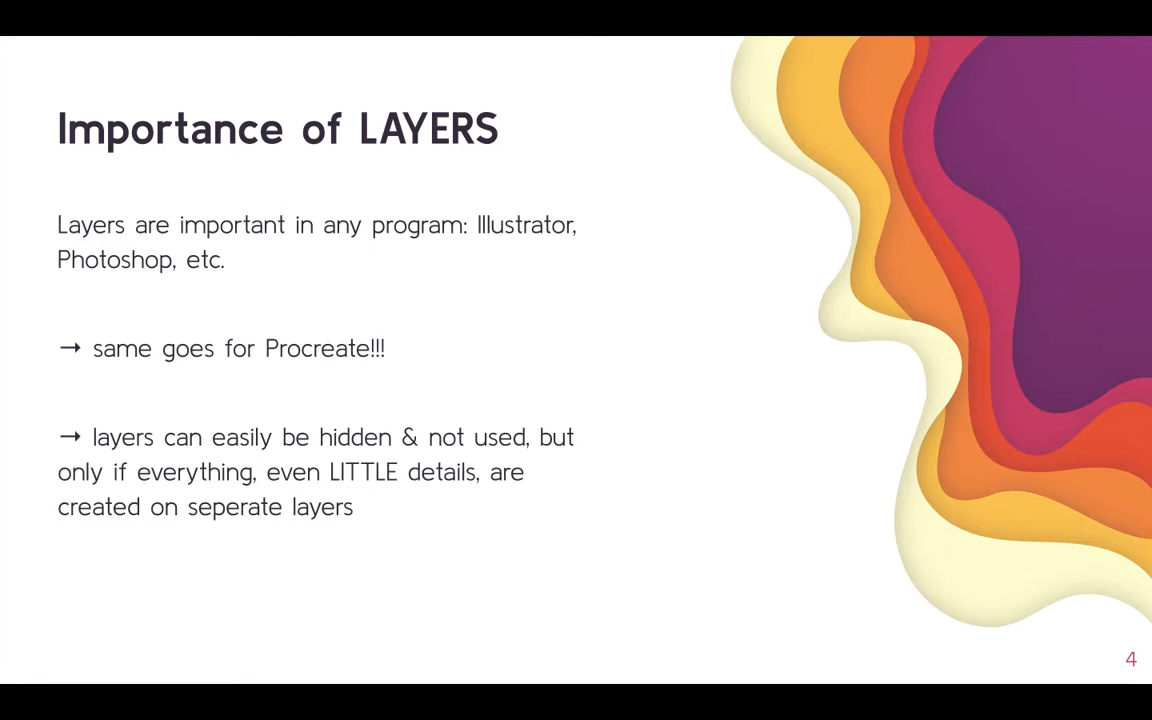 Importance of LAYERS
Layers are important in any program: Illustrator,
Photoshop, etc.
→ same goes for Procreate!!!
→ layers can easily be hidden & not used, but
only if everything, even LITTLE details, are
created on seperate layers
4